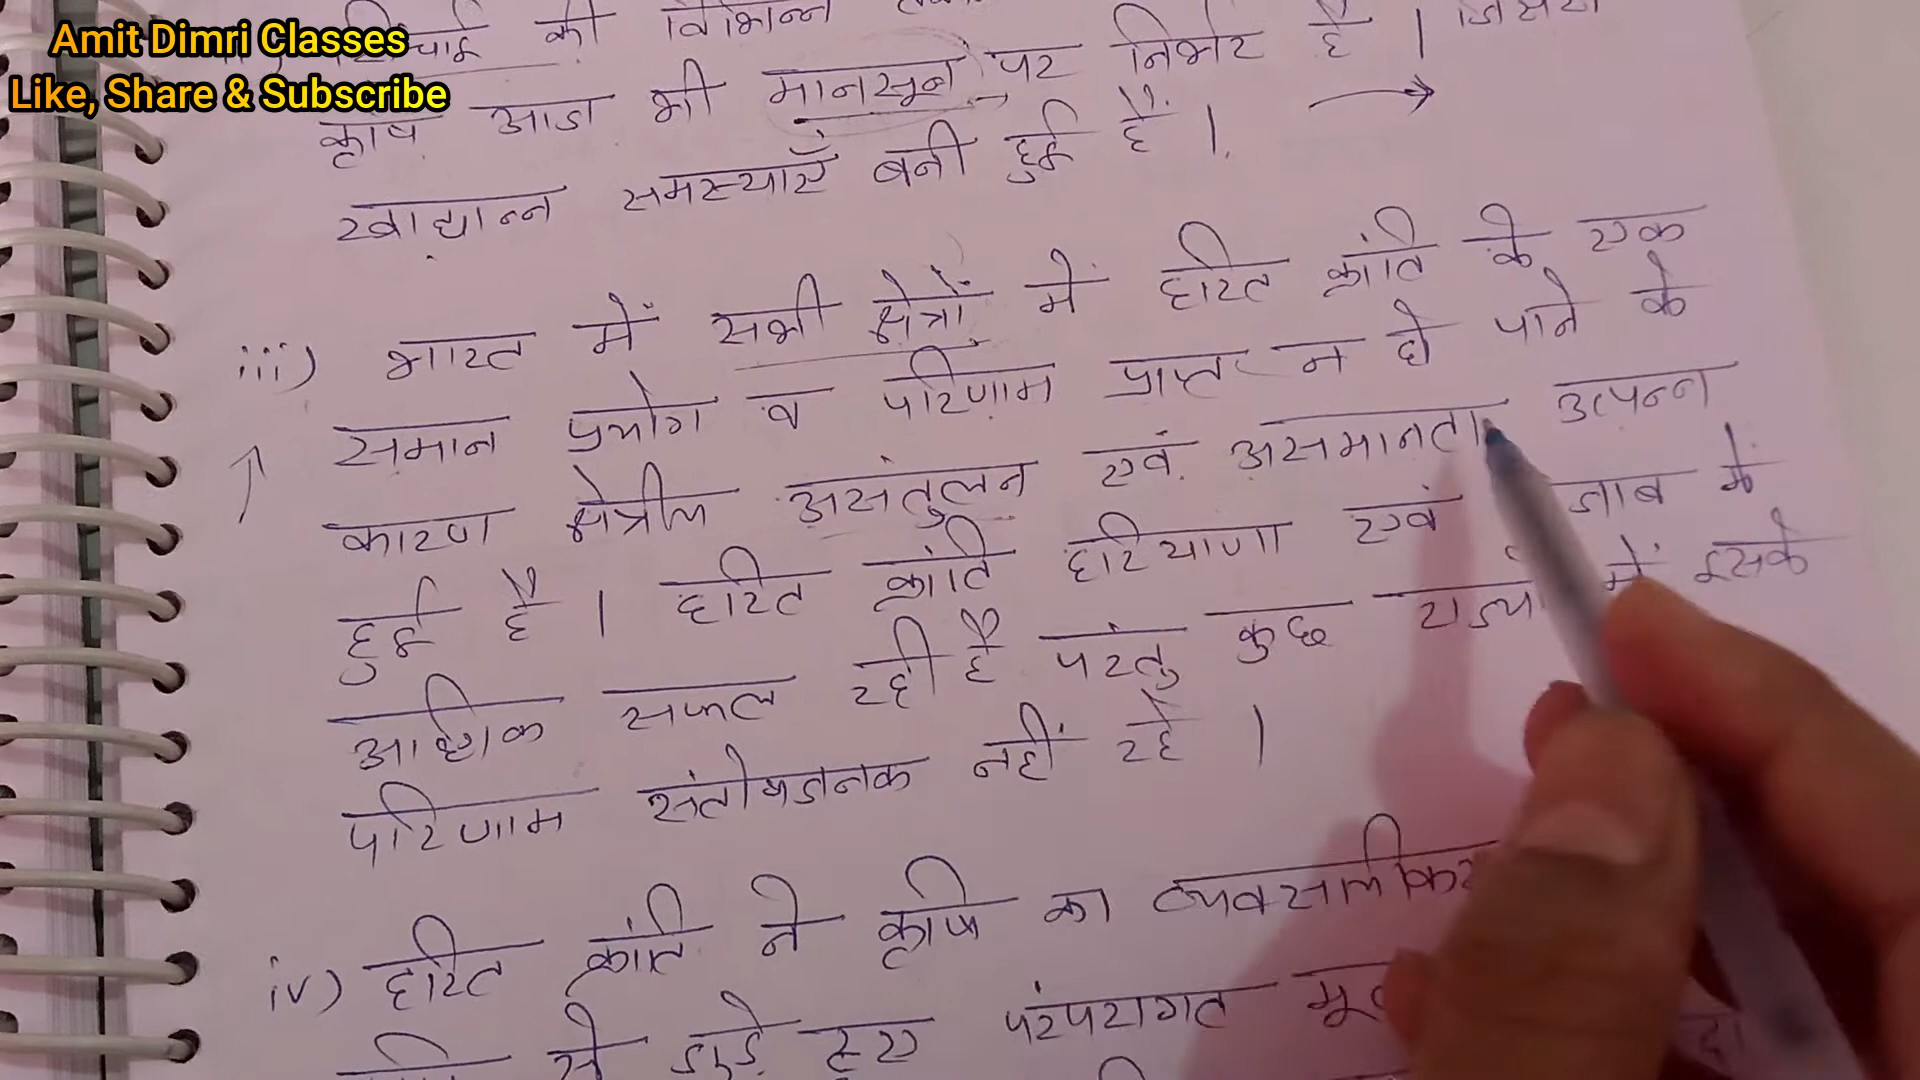 Amit Dimri Classes
Like, Share & Subscribe
की विभिन्न
कृषि आज भी मानसून पर निर्भर है । जिससे
खाद्यान्न समस्याएँ बनी हुई है ।
iii) भारत में सभी क्षेत्रों में हरित क्रांति के एक
समान प्रयोग व परिणाम प्राप्त न हो पाने के
कारण क्षेत्रीय असंतुलन एवं असमानता उत्पन्न
हुई है । हरित क्रांति हरियाणा एवं पंजाब में
अधिक सफल रही है परंतु कुछ राज्यों में इसके
परिणाम संतोषजनक नहीं रहे ।
iv) हरित क्रांति ने कृषि का
से जुड़े हुए परंपरागत